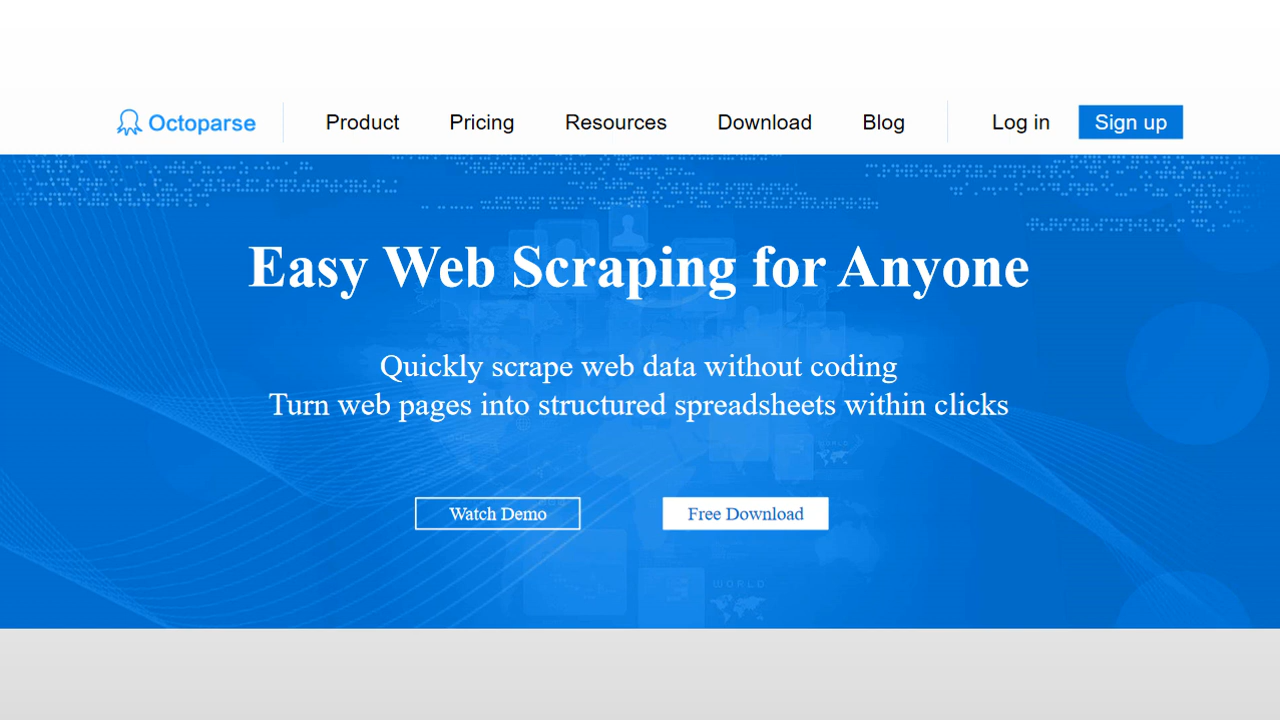 Octoparse Product Pricing Resources Download Blog Log in Sign up
Easy Web Scraping for Anyone
Quickly scrape web data without coding
Turn web pages into structured spreadsheets within clicks
Watch Demo Free Download
WORLD